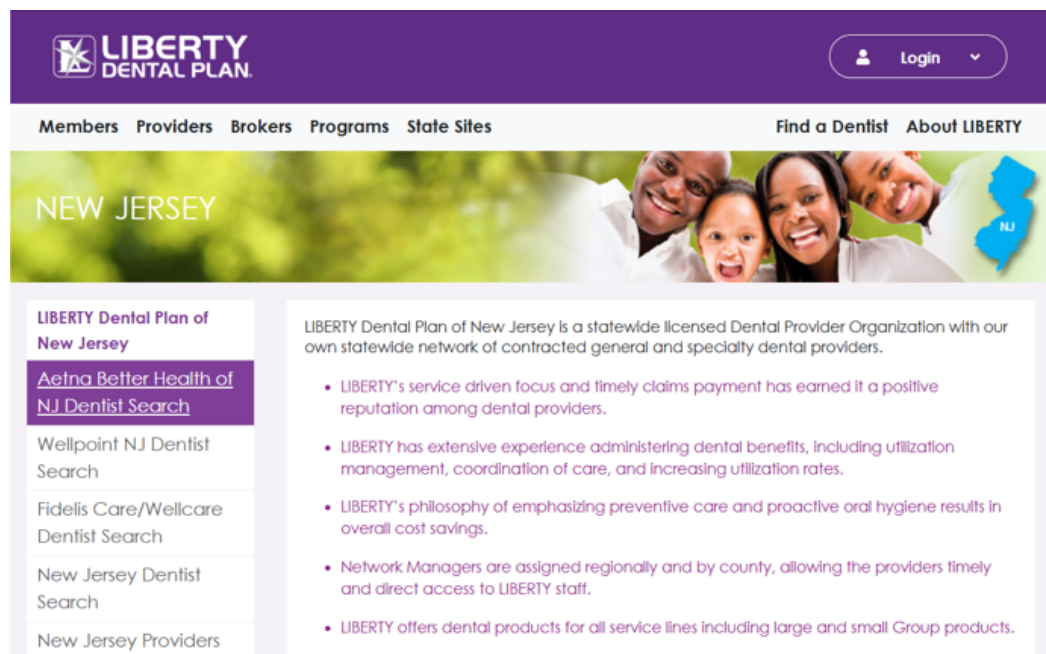 LIBERTY
DENTAL PLAN.
Login
Members Providers Brokers Programs State Sites
Find a Dentist About LIBERTY
NEW JERSEY
NJ
LIBERTY Dental Plan of
New Jersey
Aetna Better Health of
NJ Dentist Search
Wellpoint NJ Dentist
Search
Fidelis Care/Wellcare
Dentist Search
New Jersey Dentist
Search
New Jersey Providers
LIBERTY Dental Plan of New Jersey is a statewide licensed Dental Provider Organization with our
own statewide network of contracted general and specialty dental providers.
• LIBERTY's service driven focus and timely claims payment has earned it a positive
reputation among dental providers.
• LIBERTY has extensive experience administering dental benefits, including utilization
management, coordination of care, and increasing utilization rates.
• LIBERTY's philosophy of emphasizing preventive care and proactive oral hygiene results in
overall cost savings.
• Network Managers are assigned regionally and by county, allowing the providers timely
and direct access to LIBERTY staff.
• LIBERTY offers dental products for all service lines including large and small Group products.